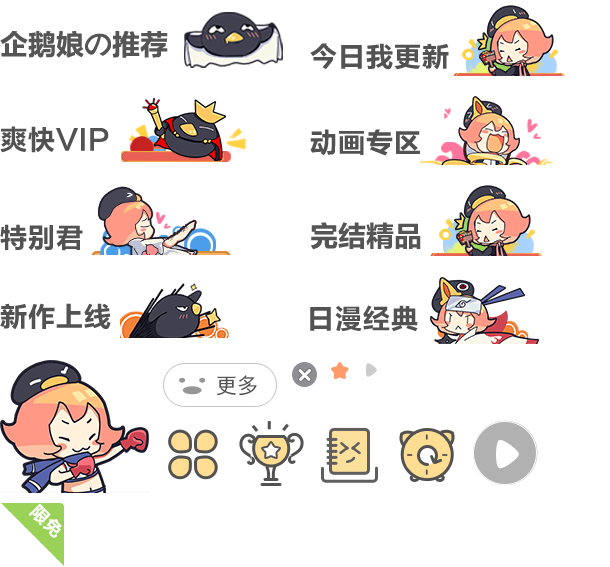 企鹅娘の推荐
今日我更新
爽快VIP
动画专区
特别君
完结精品
新作上线
日漫经典
更多
限免